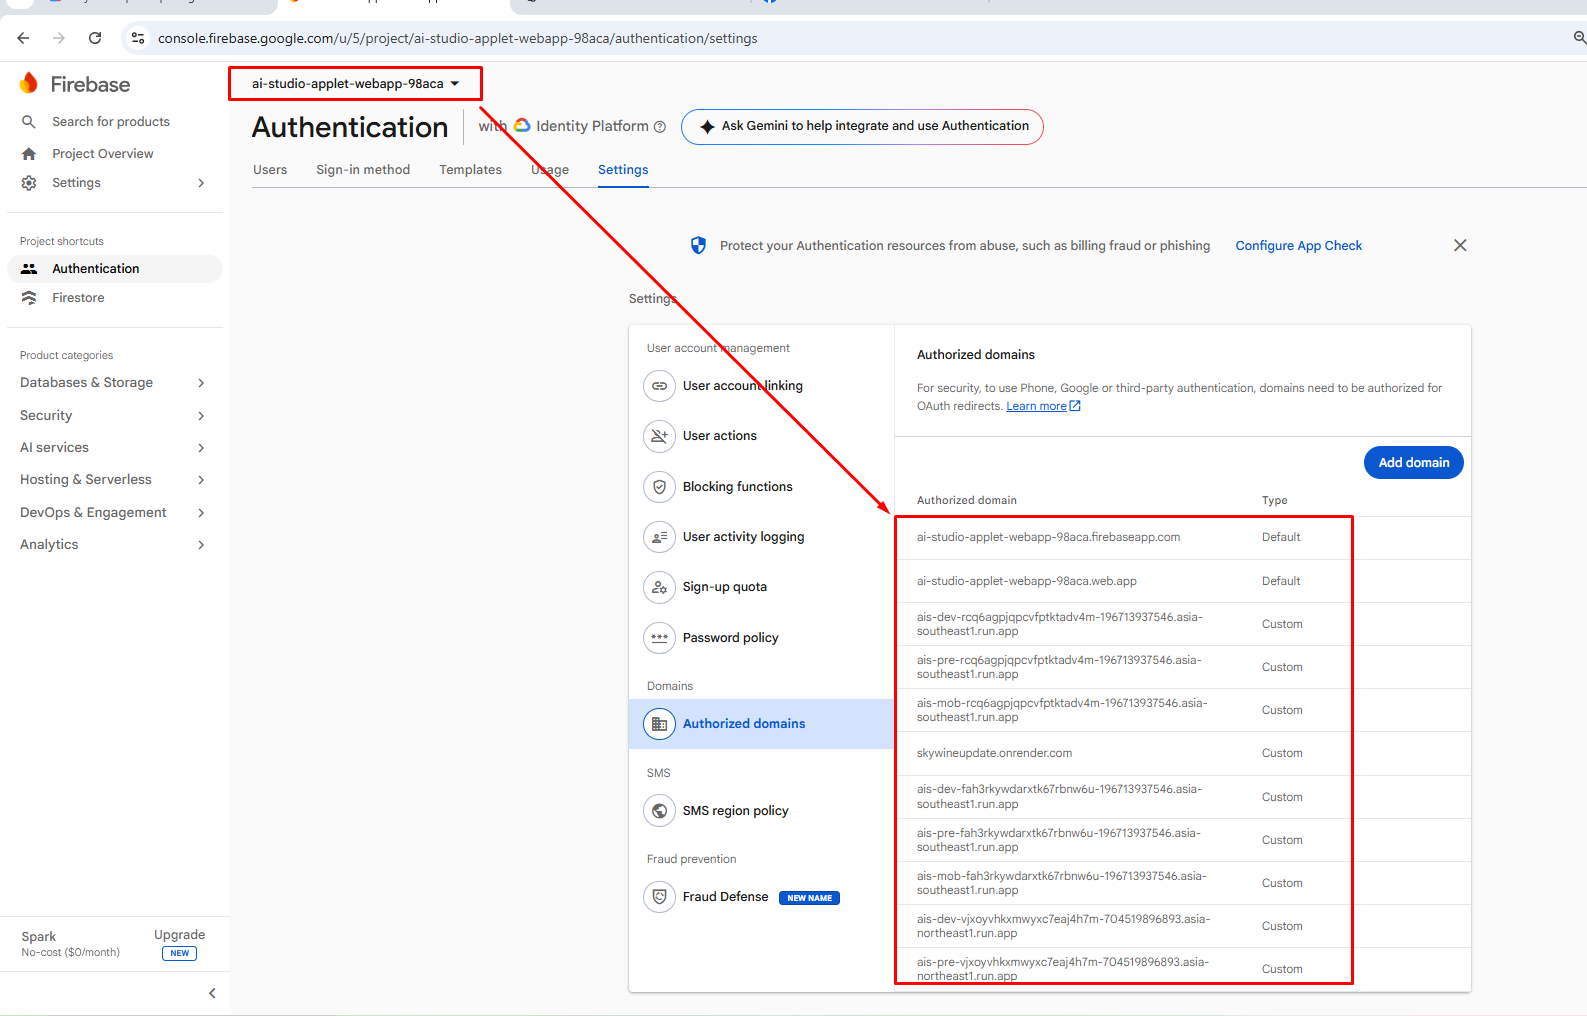 console.firebase.google.com/u/5/project/ai-studio-applet-webapp-98aca/authentication/settings
Firebase
ai-studio-applet-webapp-98aca
Search for products
Project Overview
Settings
Project shortcuts
Authentication
Firestore
Product categories
Databases & Storage
Security
AI services
Hosting & Serverless
DevOps & Engagement
Analytics
Spark
No-cost ($0/month)
Upgrade
NEW
Authentication
with Identity Platform
Ask Gemini to help integrate and use Authentication
Users
Sign-in method
Templates
Usage
Settings
Protect your Authentication resources from abuse, such as billing fraud or phishing
Configure App Check
Settings
User account management
User account linking
User actions
Blocking functions
User activity logging
Sign-up quota
Password policy
Domains
Authorized domains
SMS
SMS region policy
Fraud prevention
Fraud Defense
NEW NAME
Authorized domains
For security, to use Phone, Google or third-party authentication, domains need to be authorized for
OAuth redirects. Learn more
Add domain
Authorized domain Type
ai-studio-applet-webapp-98aca.firebaseapp.com Default
ai-studio-applet-webapp-98aca.web.app Default
ais-dev-rcq6agpjqpcvfptktadv4m-196713937546.asia-
southeast1.run.app Custom
ais-pre-rcq6agpjqpcvfptktadv4m-196713937546.asia-
southeast1.run.app Custom
ais-mob-rcq6agpjqpcvfptktadv4m-196713937546.asia-
southeast1.run.app Custom
skywineupdate.onrender.com Custom
ais-dev-fah3rkywdarxtk67rbnw6u-196713937546.asia-
southeast1.run.app Custom
ais-pre-fah3rkywdarxtk67rbnw6u-196713937546.asia-
southeast1.run.app Custom
ais-mob-fah3rkywdarxtk67rbnw6u-196713937546.asia-
southeast1.run.app Custom
ais-dev-vjxoyvhkxmwyxc7eaj4h7m-704519896893.asia-
northeast1.run.app Custom
ais-pre-vjxoyvhkxmwyxc7eaj4h7m-704519896893.asia-
northeast1.run.app Custom